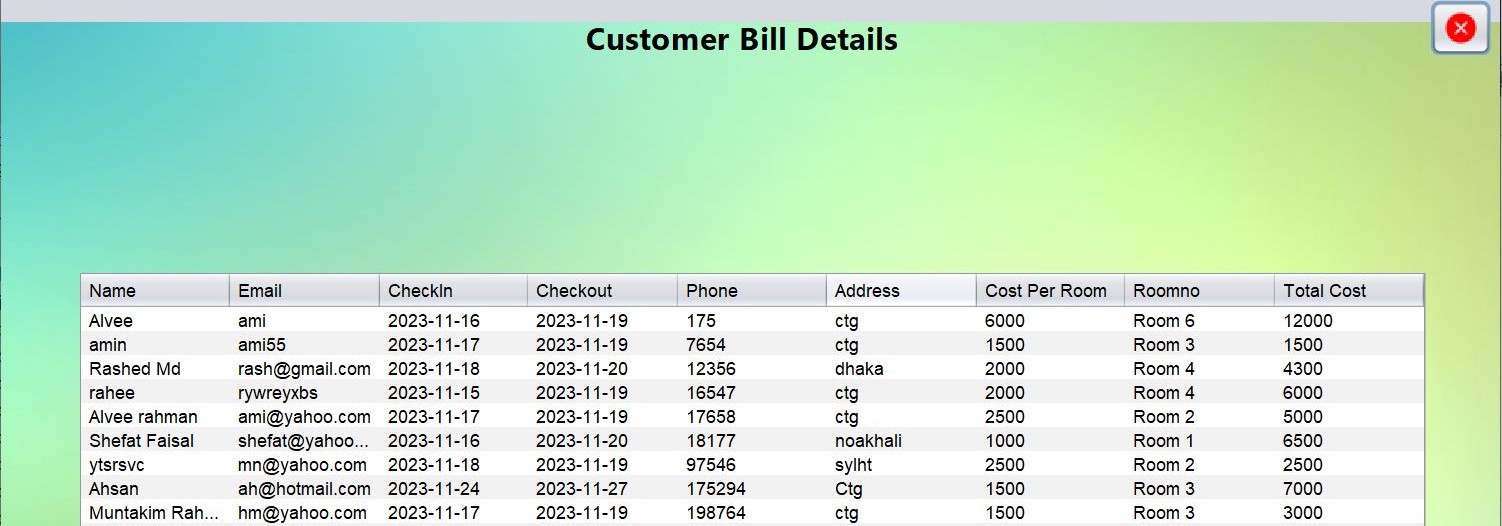 Customer Bill Details
Name Email CheckIn Checkout Phone Address Cost Per Room Roomno Total Cost
Alvee ami 2023-11-16 2023-11-19 175 ctg 6000 Room 6 12000
amin ami55 2023-11-17 2023-11-19 7654 ctg 1500 Room 3 1500
Rashed Md rash@gmail.com 2023-11-18 2023-11-20 12356 dhaka 2000 Room 4 4300
rahee rywreyxbs 2023-11-15 2023-11-19 16547 ctg 2000 Room 4 6000
Alvee rahman ami@yahoo.com 2023-11-17 2023-11-19 17658 ctg 2500 Room 2 5000
Shefat Faisal shefat@yahoo... 2023-11-16 2023-11-20 18177 noakhali 1000 Room 1 6500
ytsrsvc mn@yahoo.com 2023-11-18 2023-11-19 97546 sylht 2500 Room 2 2500
Ahsan ah@hotmail.com 2023-11-24 2023-11-27 175294 Ctg 1500 Room 3 7000
Muntakim Rah... hm@yahoo.com 2023-11-17 2023-11-19 198764 ctg 1500 Room 3 3000